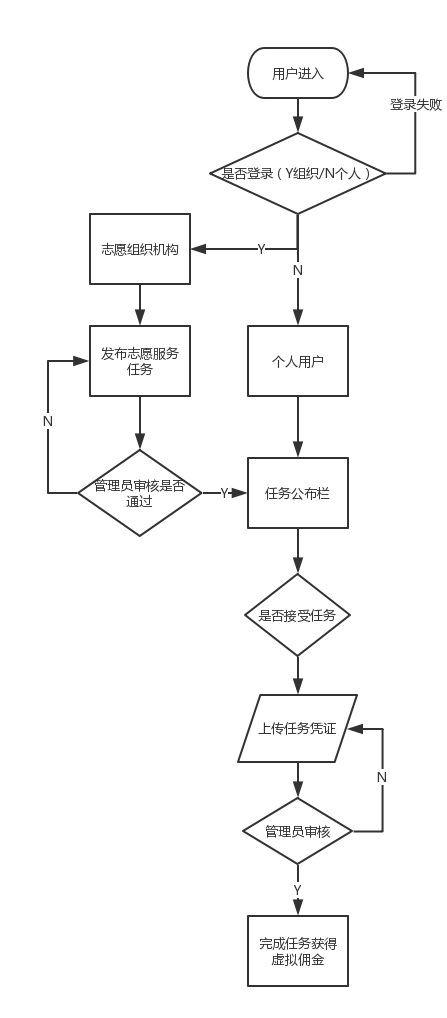 用户进入
登录失败
是否登录（Y组织/N个人）
志愿组织机构
Y
N
发布志愿服务
任务
个人用户
N
管理员审核是否
通过
Y
任务公布栏
是否接受任务
上传任务凭证
N
管理员审核
Y
完成任务获得
虚拟佣金